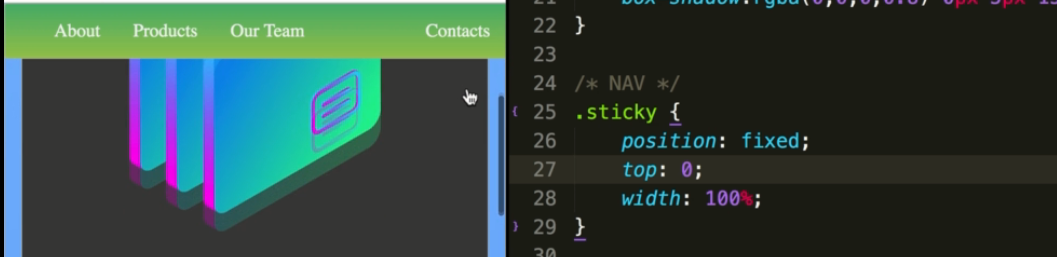 About Products Our Team Contacts
22 }
23
24 /* NAV */
25 .sticky {
26 position: fixed;
27 top: 0;
28 width: 100%;
29 }
30